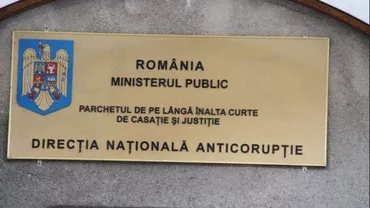 ROMÂNIA
MINISTERUL PUBLIC
PARCHETUL DE PE LÂNGĂ ÎNALTA CURTE
DE CASAȚIE ȘI JUSTIȚIE
DIRECȚIA NAȚIONALĂ ANTICORUPȚIE